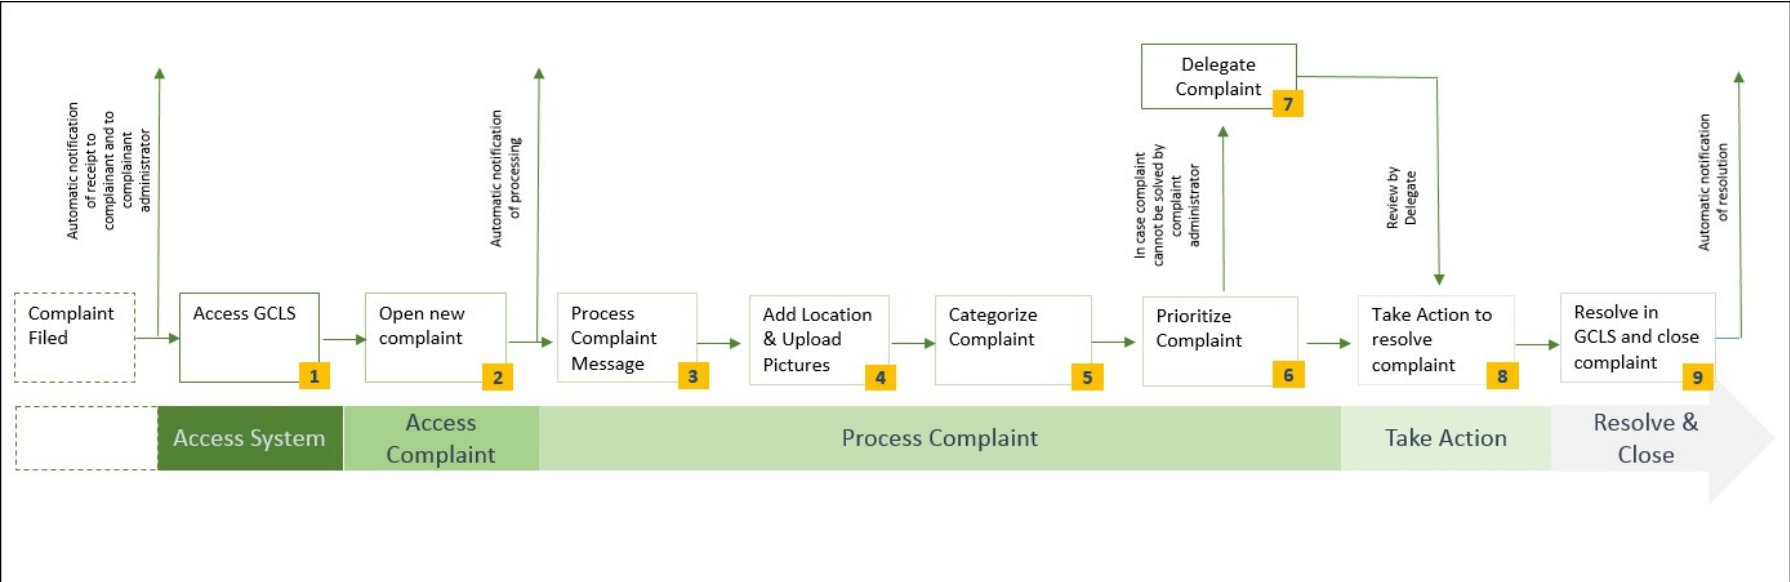 Delegate
Complaint
7
Automatic notification
of receipt to
complainant and to
complainant
administrator
Automatic notification
of processing
In case complaint
cannot be solved by
complaint
administrator
Review by
Delegate
Automatic notification
of resolution
Complaint
Filed
Access GCLS
1
Open new
complaint
2
Process
Complaint
Message
3
Add Location
& Upload
Pictures
4
Categorize
Complaint
5
Prioritize
Complaint
6
Take Action to
resolve
complaint
8
Resolve in
GCLS and close
complaint
9
Access System
Access
Complaint
Process Complaint
Take Action
Resolve &
Close